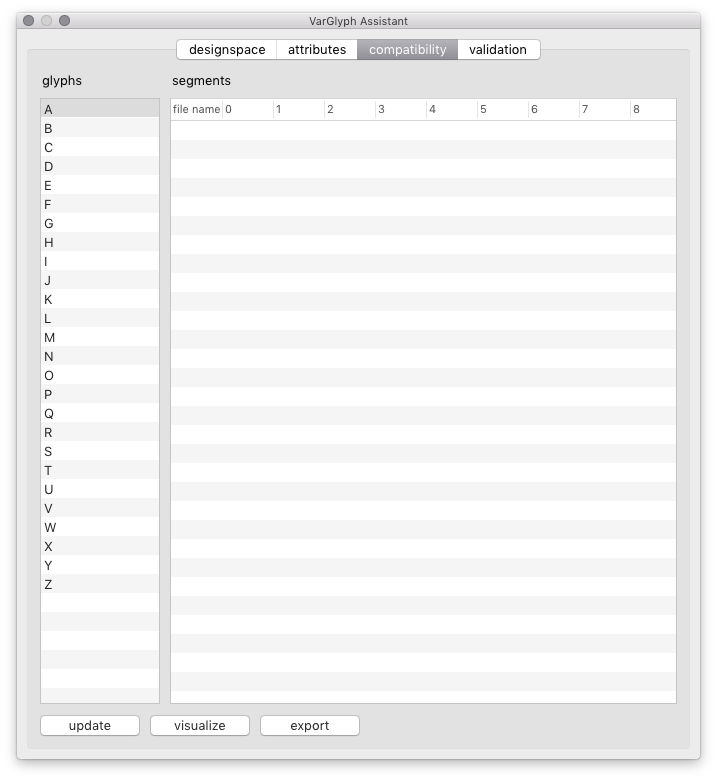 VarGlyph Assistant
designspace attributes compatibility validation
glyphs segments
file name 0 1 2 3 4 5 6 7 8
A
B
C
D
E
F
G
H
I
J
K
L
M
N
O
P
Q
R
S
T
U
V
W
X
Y
Z
update visualize export